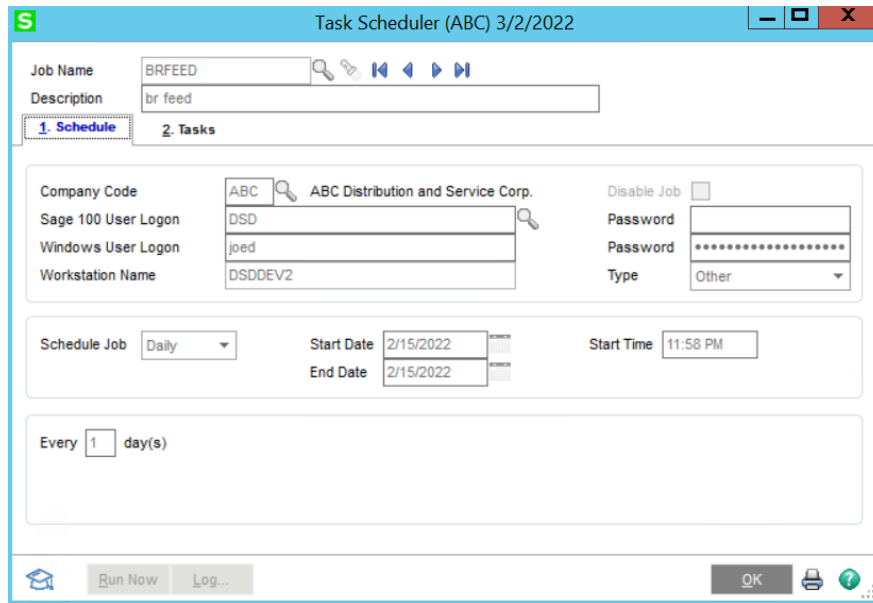 S Task Scheduler (ABC) 3/2/2022 X
Job Name BRFEED
Description br feed
1. Schedule 2. Tasks
Company Code ABC ABC Distribution and Service Corp. Disable Job
Sage 100 User Logon DSD Password
Windows User Logon joed Password •••••••••••••••••••
Workstation Name DSDDEV2 Type Other
Schedule Job Daily Start Date 2/15/2022 Start Time 11:58 PM
End Date 2/15/2022
Every 1 day(s)
Run Now Log... OK ?